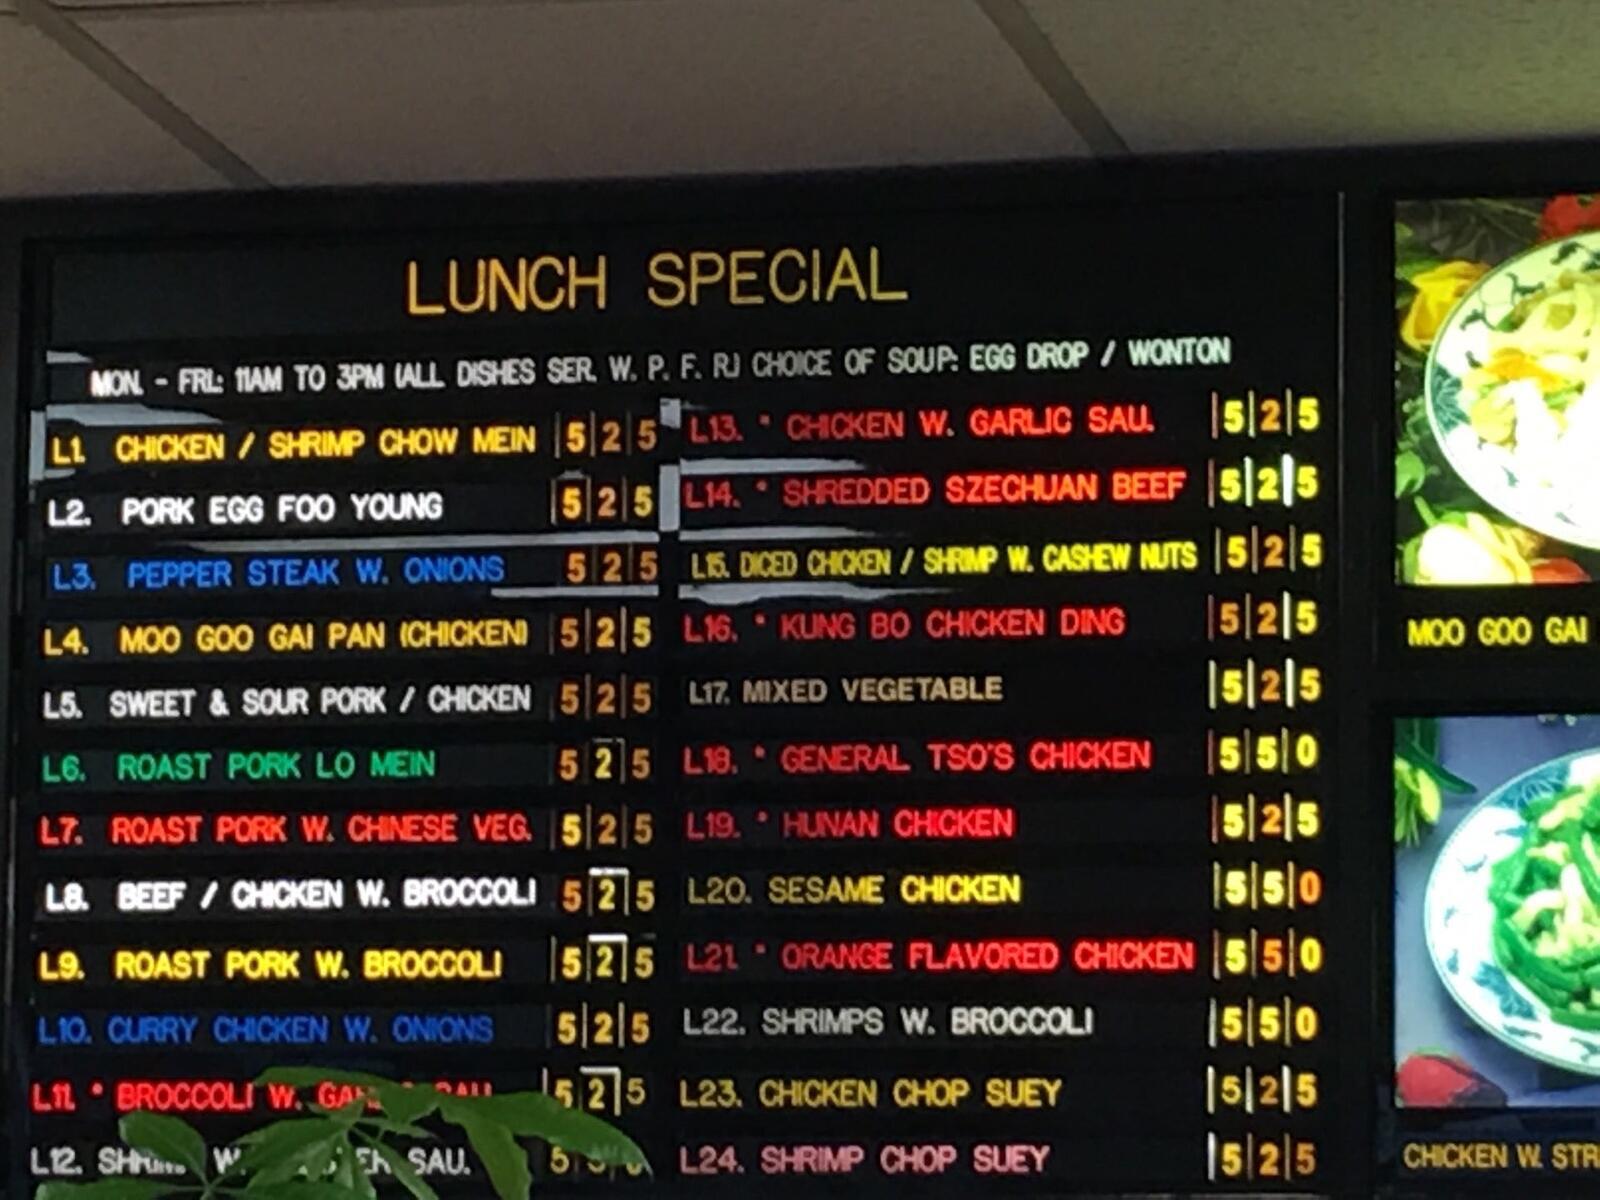 LUNCH SPECIAL
MON. - FRI.: 11AM TO 3PM (ALL DISHES SER. W. P. F. R.) CHOICE OF SOUP: EGG DROP / WONTON
L1. CHICKEN / SHRIMP CHOW MEIN 5 2 5
L2. PORK EGG FOO YOUNG 5 2 5
L3. PEPPER STEAK W. ONIONS 5 2 5
L4. MOO GOO GAI PAN (CHICKEN) 5 2 5
L5. SWEET & SOUR PORK / CHICKEN 5 2 5
L6. ROAST PORK LO MEIN 5 2 5
L7. ROAST PORK W. CHINESE VEG. 5 2 5
L8. BEEF / CHICKEN W. BROCCOLI 5 2 5
L9. ROAST PORK W. BROCCOLI 5 2 5
L10. CURRY CHICKEN W. ONIONS 5 2 5
L11. * BROCCOLI W. SAU. 5 2 5
L12. W. SAU. 5
L13. * CHICKEN W. GARLIC SAU. 5 2 5
L14. * SHREDDED SZECHUAN BEEF 5 2 5
L15. DICED CHICKEN / SHRIMP W. CASHEW NUTS 5 2 5
L16. * KUNG BO CHICKEN DING 5 2 5
L17. MIXED VEGETABLE 5 2 5
L18. * GENERAL TSO'S CHICKEN 5 5 0
L19. * HUNAN CHICKEN 5 2 5
L20. SESAME CHICKEN 5 5 0
L21. * ORANGE FLAVORED CHICKEN 5 5 0
L22. SHRIMPS W. BROCCOLI 5 5 0
L23. CHICKEN CHOP SUEY 5 2 5
L24. SHRIMP CHOP SUEY 5 2 5
MOO GOO GAI
CHICKEN W. STR